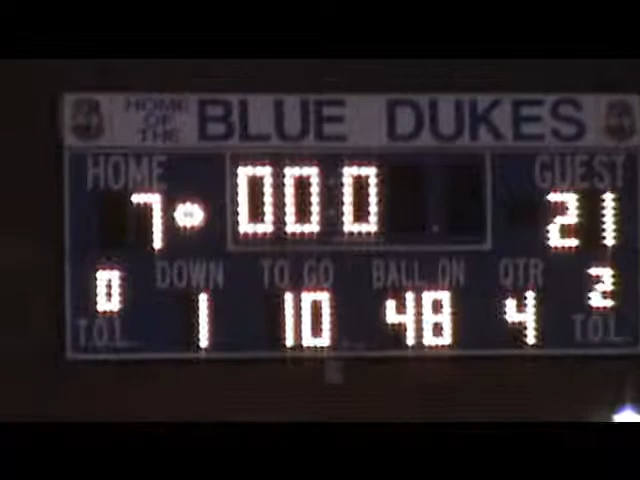 HOME OF THE BLUE DUKES
HOME 000:0 GUEST
7 21
0 DOWN TO GO BALL ON QTR 2
T.O.L. 1 10 48 4 T.O.L.